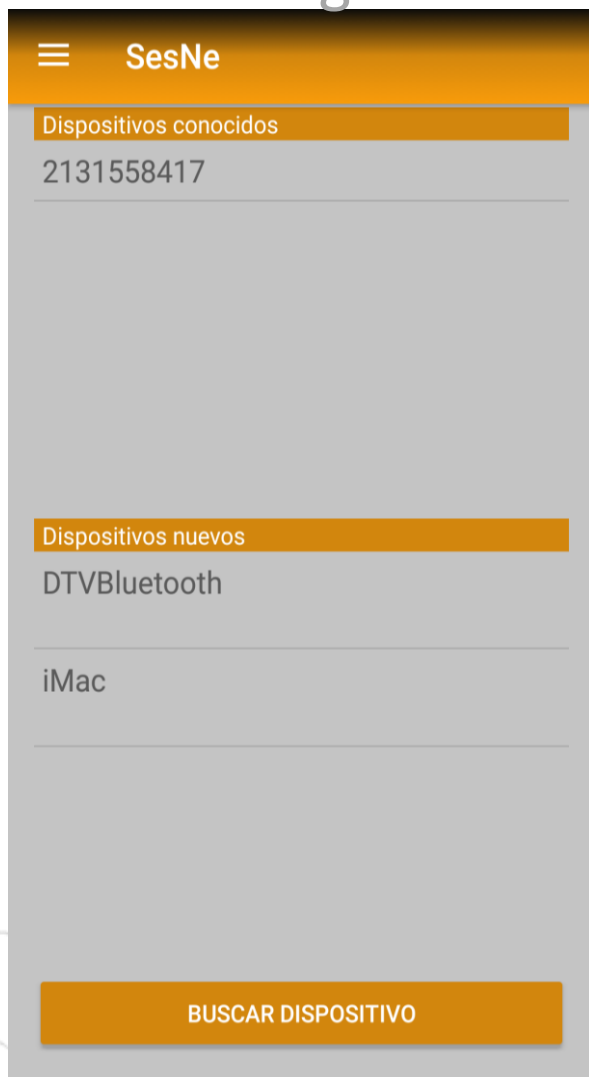 SesNe
Dispositivos conocidos
2131558417
Dispositivos nuevos
DTVBluetooth
iMac
BUSCAR DISPOSITIVO